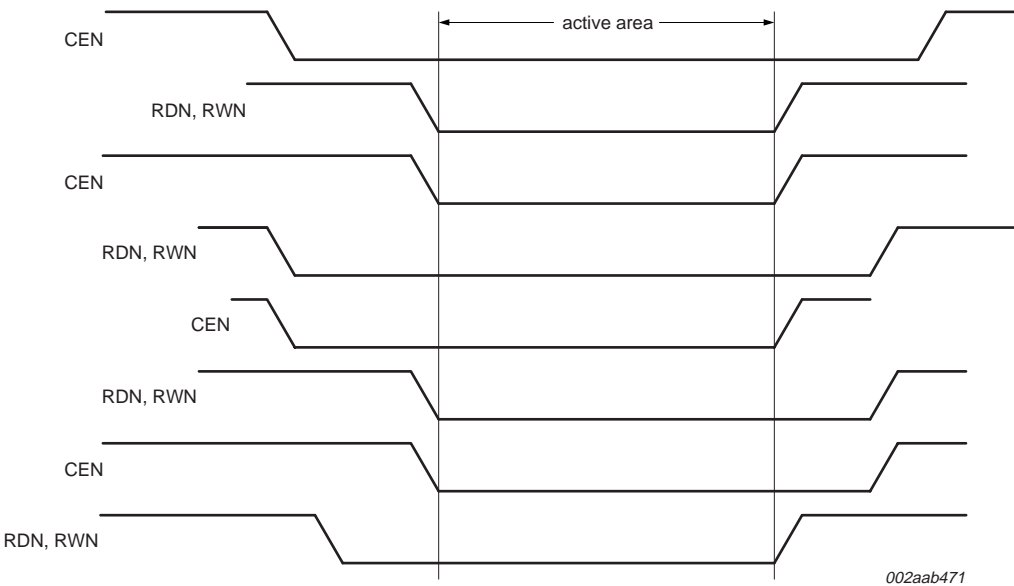 active area
CEN
RDN, RWN
CEN
RDN, RWN
CEN
RDN, RWN
CEN
RDN, RWN
002aab471